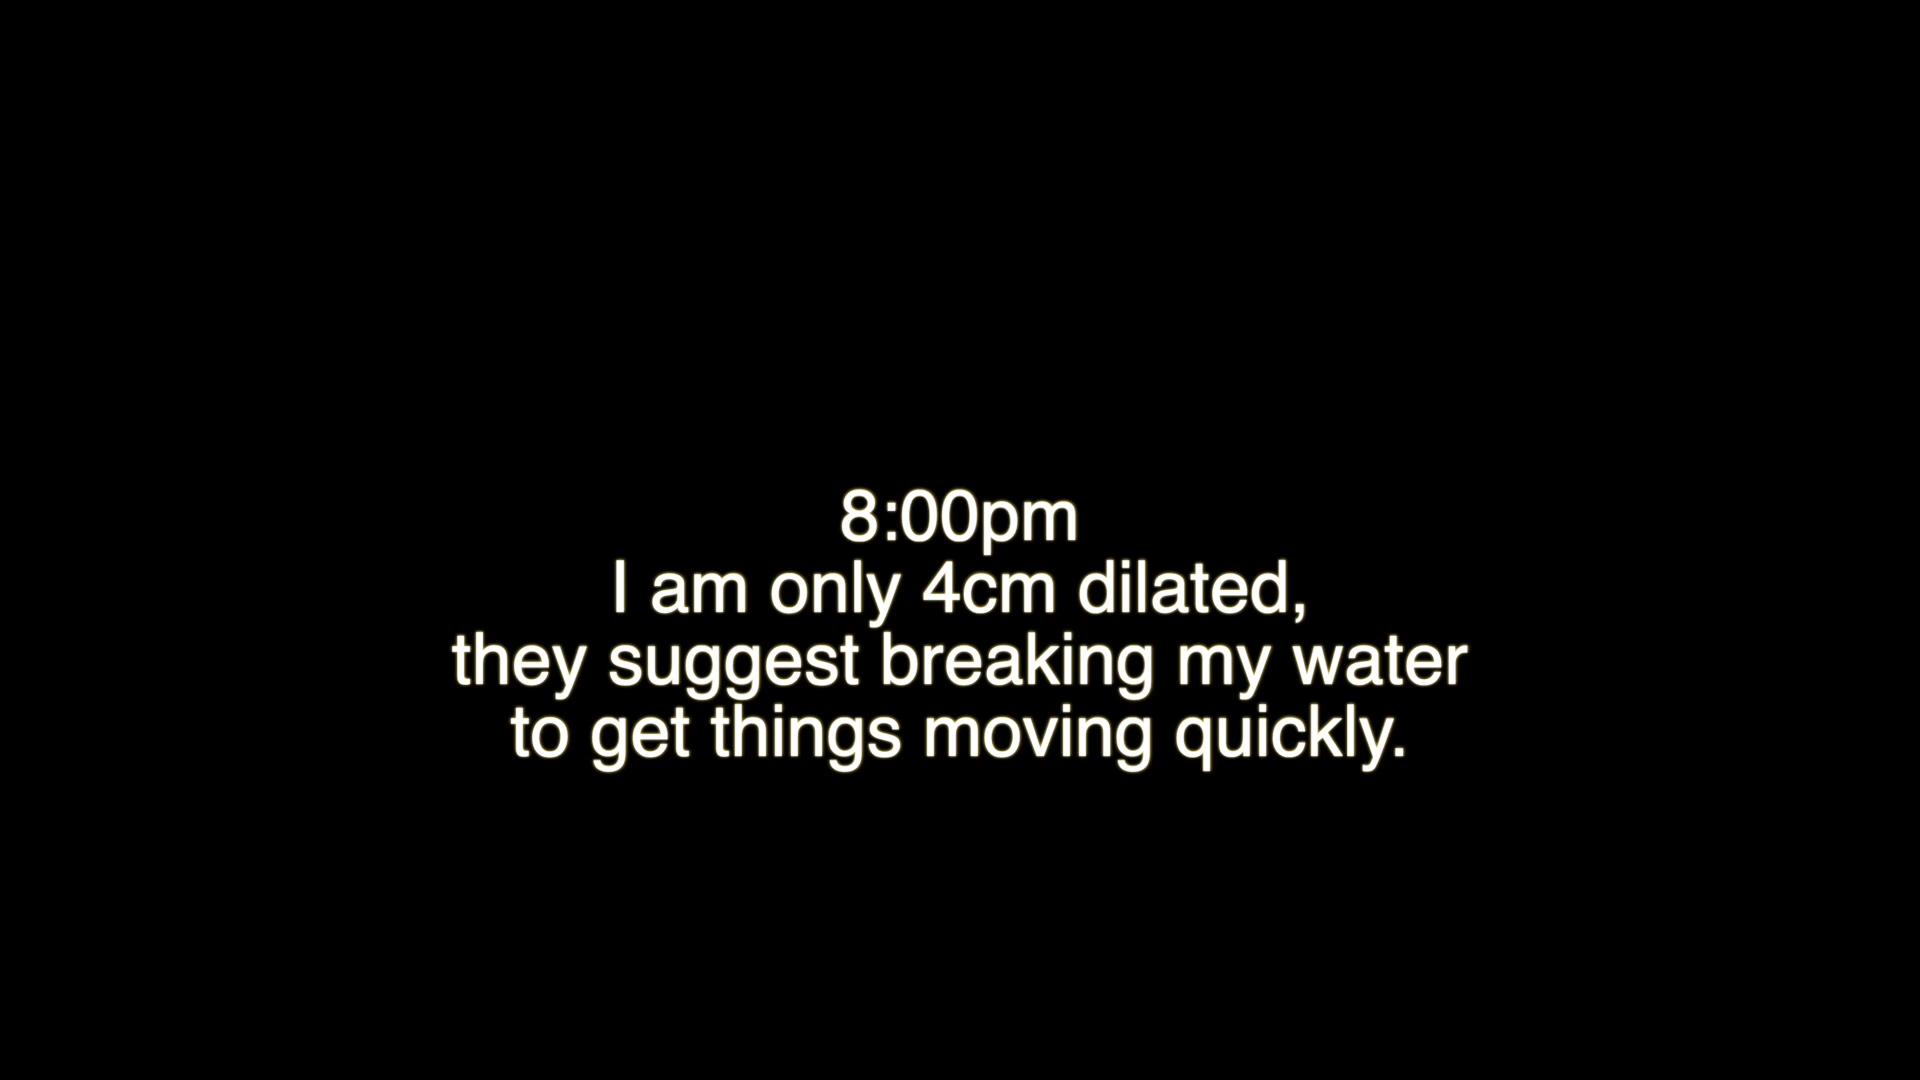 8:00pm
I am only 4cm dilated,
they suggest breaking my water
to get things moving quickly.